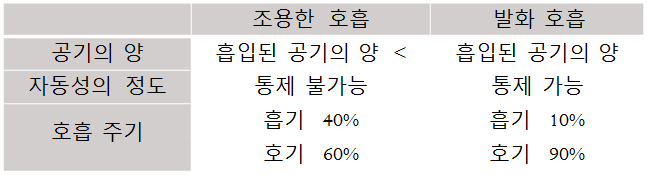 조용한 호흡 발화 호흡
공기의 양 흡입된 공기의 양 < 흡입된 공기의 양
자동성의 정도 통제 불가능 통제 가능
호흡 주기 흡기 40% 흡기 10%
호기 60% 호기 90%